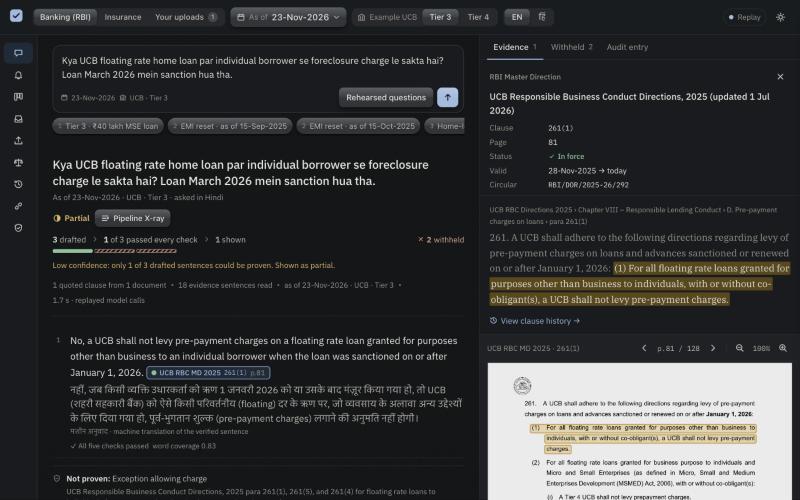 Banking (RBI)
Insurance
Your uploads 1
As of 23-Nov-2026
Example UCB
Tier 3
Tier 4
EN
हिं
Replay
Kya UCB floating rate home loan par individual borrower se foreclosure charge le sakta hai?
Loan March 2026 mein sanction hua tha.
23-Nov-2026 UCB · Tier 3
Rehearsed questions
1 Tier 3 · ₹40 lakh MSE loan
2 EMI reset · as of 15-Sep-2025
2 EMI reset · as of 15-Oct-2025
3 Home-l
Kya UCB floating rate home loan par individual borrower se foreclosure
charge le sakta hai? Loan March 2026 mein sanction hua tha.
As of 23-Nov-2026 · UCB · Tier 3 · asked in Hindi
Partial
Pipeline X-ray
3 drafted > 1 of 3 passed every check > 1 shown
× 2 withheld
Low confidence: only 1 of 3 drafted sentences could be proven. Shown as partial.
1 quoted clause from 1 document • 18 evidence sentences read • as of 23-Nov-2026 · UCB · Tier 3 •
1.7 s · replayed model calls
1 No, a UCB shall not levy pre-payment charges on a floating rate loan granted for purposes
other than business to an individual borrower when the loan was sanctioned on or after
January 1, 2026. UCB RBC MD 2025 261(1) p.81
नहीं, जब किसी व्यक्ति उधारकर्ता को ऋण 1 जनवरी 2026 को या उसके बाद मंज़ूर किया गया हो, तो UCB
(शहरी सहकारी बैंक) को ऐसे किसी परिवर्तनीय (floating) दर के ऋण पर, जो व्यवसाय के अलावा अन्य उद्देश्यों
के लिए दिया गया हो, पूर्व-भुगतान शुल्क (pre-payment charges) लगाने की अनुमति नहीं होगी।
मशीन अनुवाद · machine translation of the verified sentence
✓ All five checks passed word coverage 0.83
Not proven: Exception allowing charge
UCB Responsible Business Conduct Directions, 2025 para 261(1), 261(5), and 261(4) for floating rate loans to
Evidence 1
Withheld 2
Audit entry
RBI Master Direction
UCB Responsible Business Conduct Directions, 2025 (updated 1 Jul
2026)
Clause 261(1)
Page 81
Status ✓ In force
Valid 28-Nov-2025 → today
Circular RBI/DOR/2025-26/292
UCB RBC Directions 2025 › Chapter VIII – Responsible Lending Conduct › D. Pre-payment
charges on loans › para 261(1)
261. A UCB shall adhere to the following directions regarding levy of
pre-payment charges on loans and advances sanctioned or renewed
on or after January 1, 2026: (1) For all floating rate loans granted for
purposes other than business to individuals, with or without co-
obligant(s), a UCB shall not levy pre-payment charges.
View clause history →
UCB RBC MD 2025 · 261(1)
p.81 / 128
100%
261. A UCB shall adhere to the following directions regarding levy of pre-payment
charges on loans and advances sanctioned or renewed on or after January 1, 2026:
(1) For all floating rate loans granted for purposes other than business to
individuals, with or without co-obligant(s), a UCB shall not levy pre-payment
charges.
(2) For all floating rate loans granted for business purpose to individuals and
Micro and Small Enterprises (as defined in Micro, Small and Medium
Enterprises Development (MSMED) Act, 2006), with or without co-obligant(s):
(i) A Tier 4 UCB shall not levy prepayment charges.